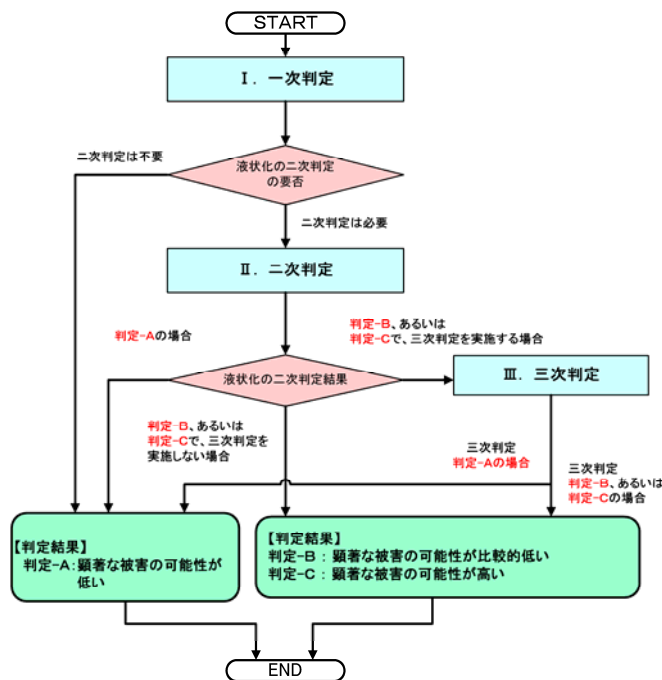 START
Ⅰ．一次判定
二次判定は不要
液状化の二次判定
の要否
二次判定は必要
Ⅱ．二次判定
判定-Aの場合
判定-B、あるいは
判定-Cで、三次判定を実施する場合
液状化の二次判定結果
Ⅲ．三次判定
判定-B、あるいは
判定-Cで、三次判定を
実施しない場合
三次判定
判定-Aの場合
三次判定
判定-B、あるいは
判定-Cの場合
【判定結果】
判定-A：顕著な被害の可能性が
低い
【判定結果】
判定-B：顕著な被害の可能性が比較的低い
判定-C：顕著な被害の可能性が高い
END